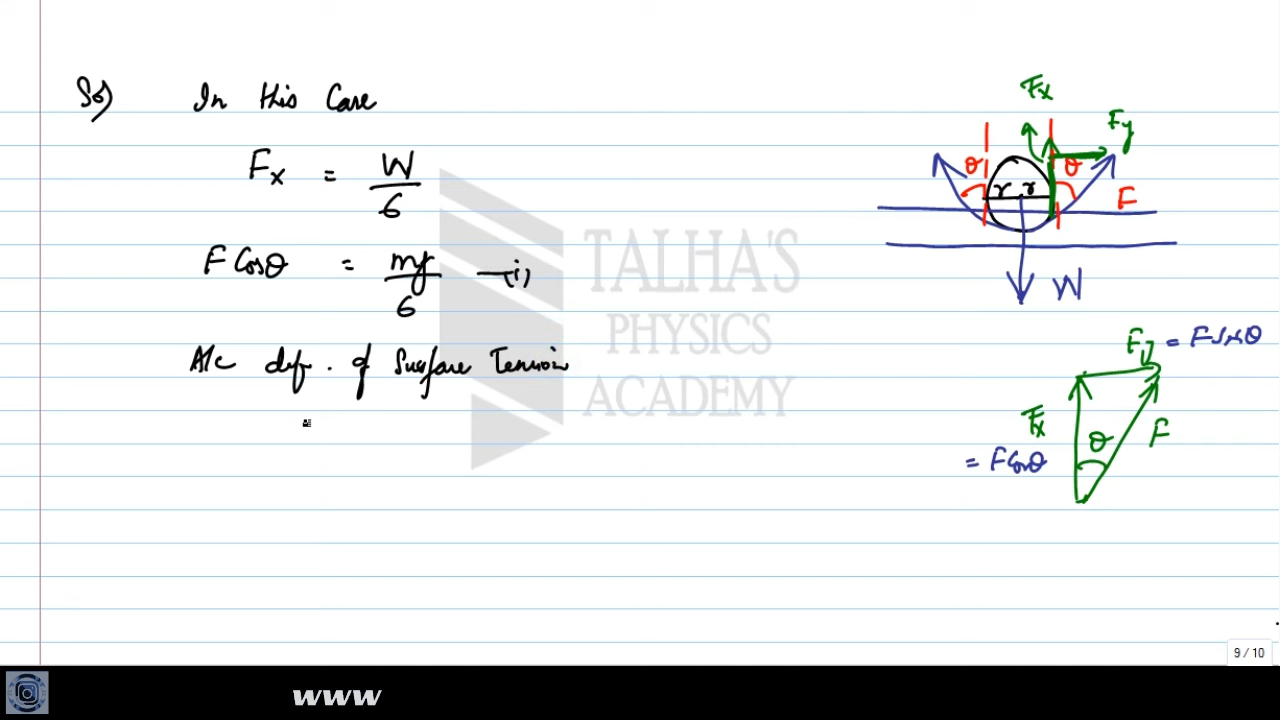 Sol) In this Case
Fx = W/6
F Cosθ = mg/6 —(i)
A/c def. of Surface Tension
Fx
Fy
θ
θ
r r
F
W
Fy = F Sinθ
Fx
θ
F
= F Cosθ
TALHA'S
PHYSICS
ACADEMY
9 / 10
www